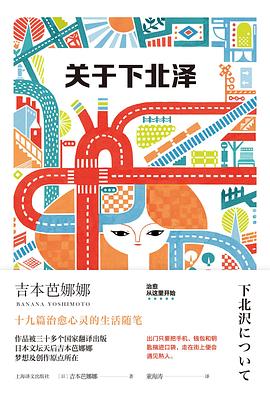 关于下北泽
吉本芭娜娜
BANANA YOSHIMOTO
治愈
从这里开始
十九篇治愈心灵的生活随笔
作品被三十多个国家翻译出版
日本文坛天后吉本芭娜娜
梦想及创作原点所在
出门只要把手机、钱包和钥
匙揣进口袋，走在街上便会
遇见熟人。
下北沢について
上海译文出版社
〔日〕吉本芭娜娜 著
董海涛 译